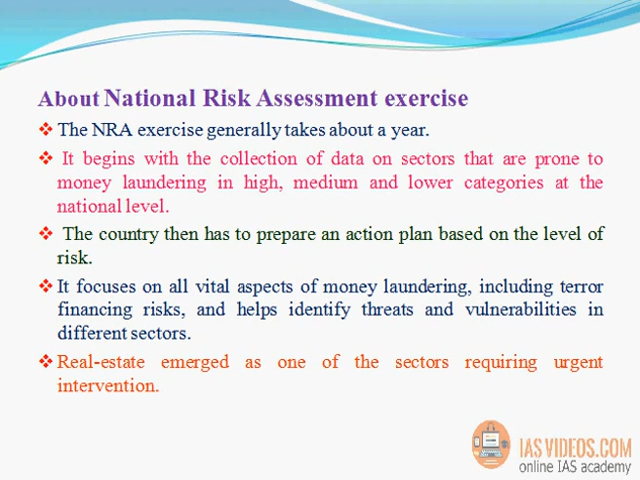 About National Risk Assessment exercise
❖ The NRA exercise generally takes about a year.
❖ It begins with the collection of data on sectors that are prone to
money laundering in high, medium and lower categories at the
national level.
❖ The country then has to prepare an action plan based on the level of
risk.
❖ It focuses on all vital aspects of money laundering, including terror
financing risks, and helps identify threats and vulnerabilities in
different sectors.
❖ Real-estate emerged as one of the sectors requiring urgent
intervention.
IASVIDEOS.COM
online IAS academy